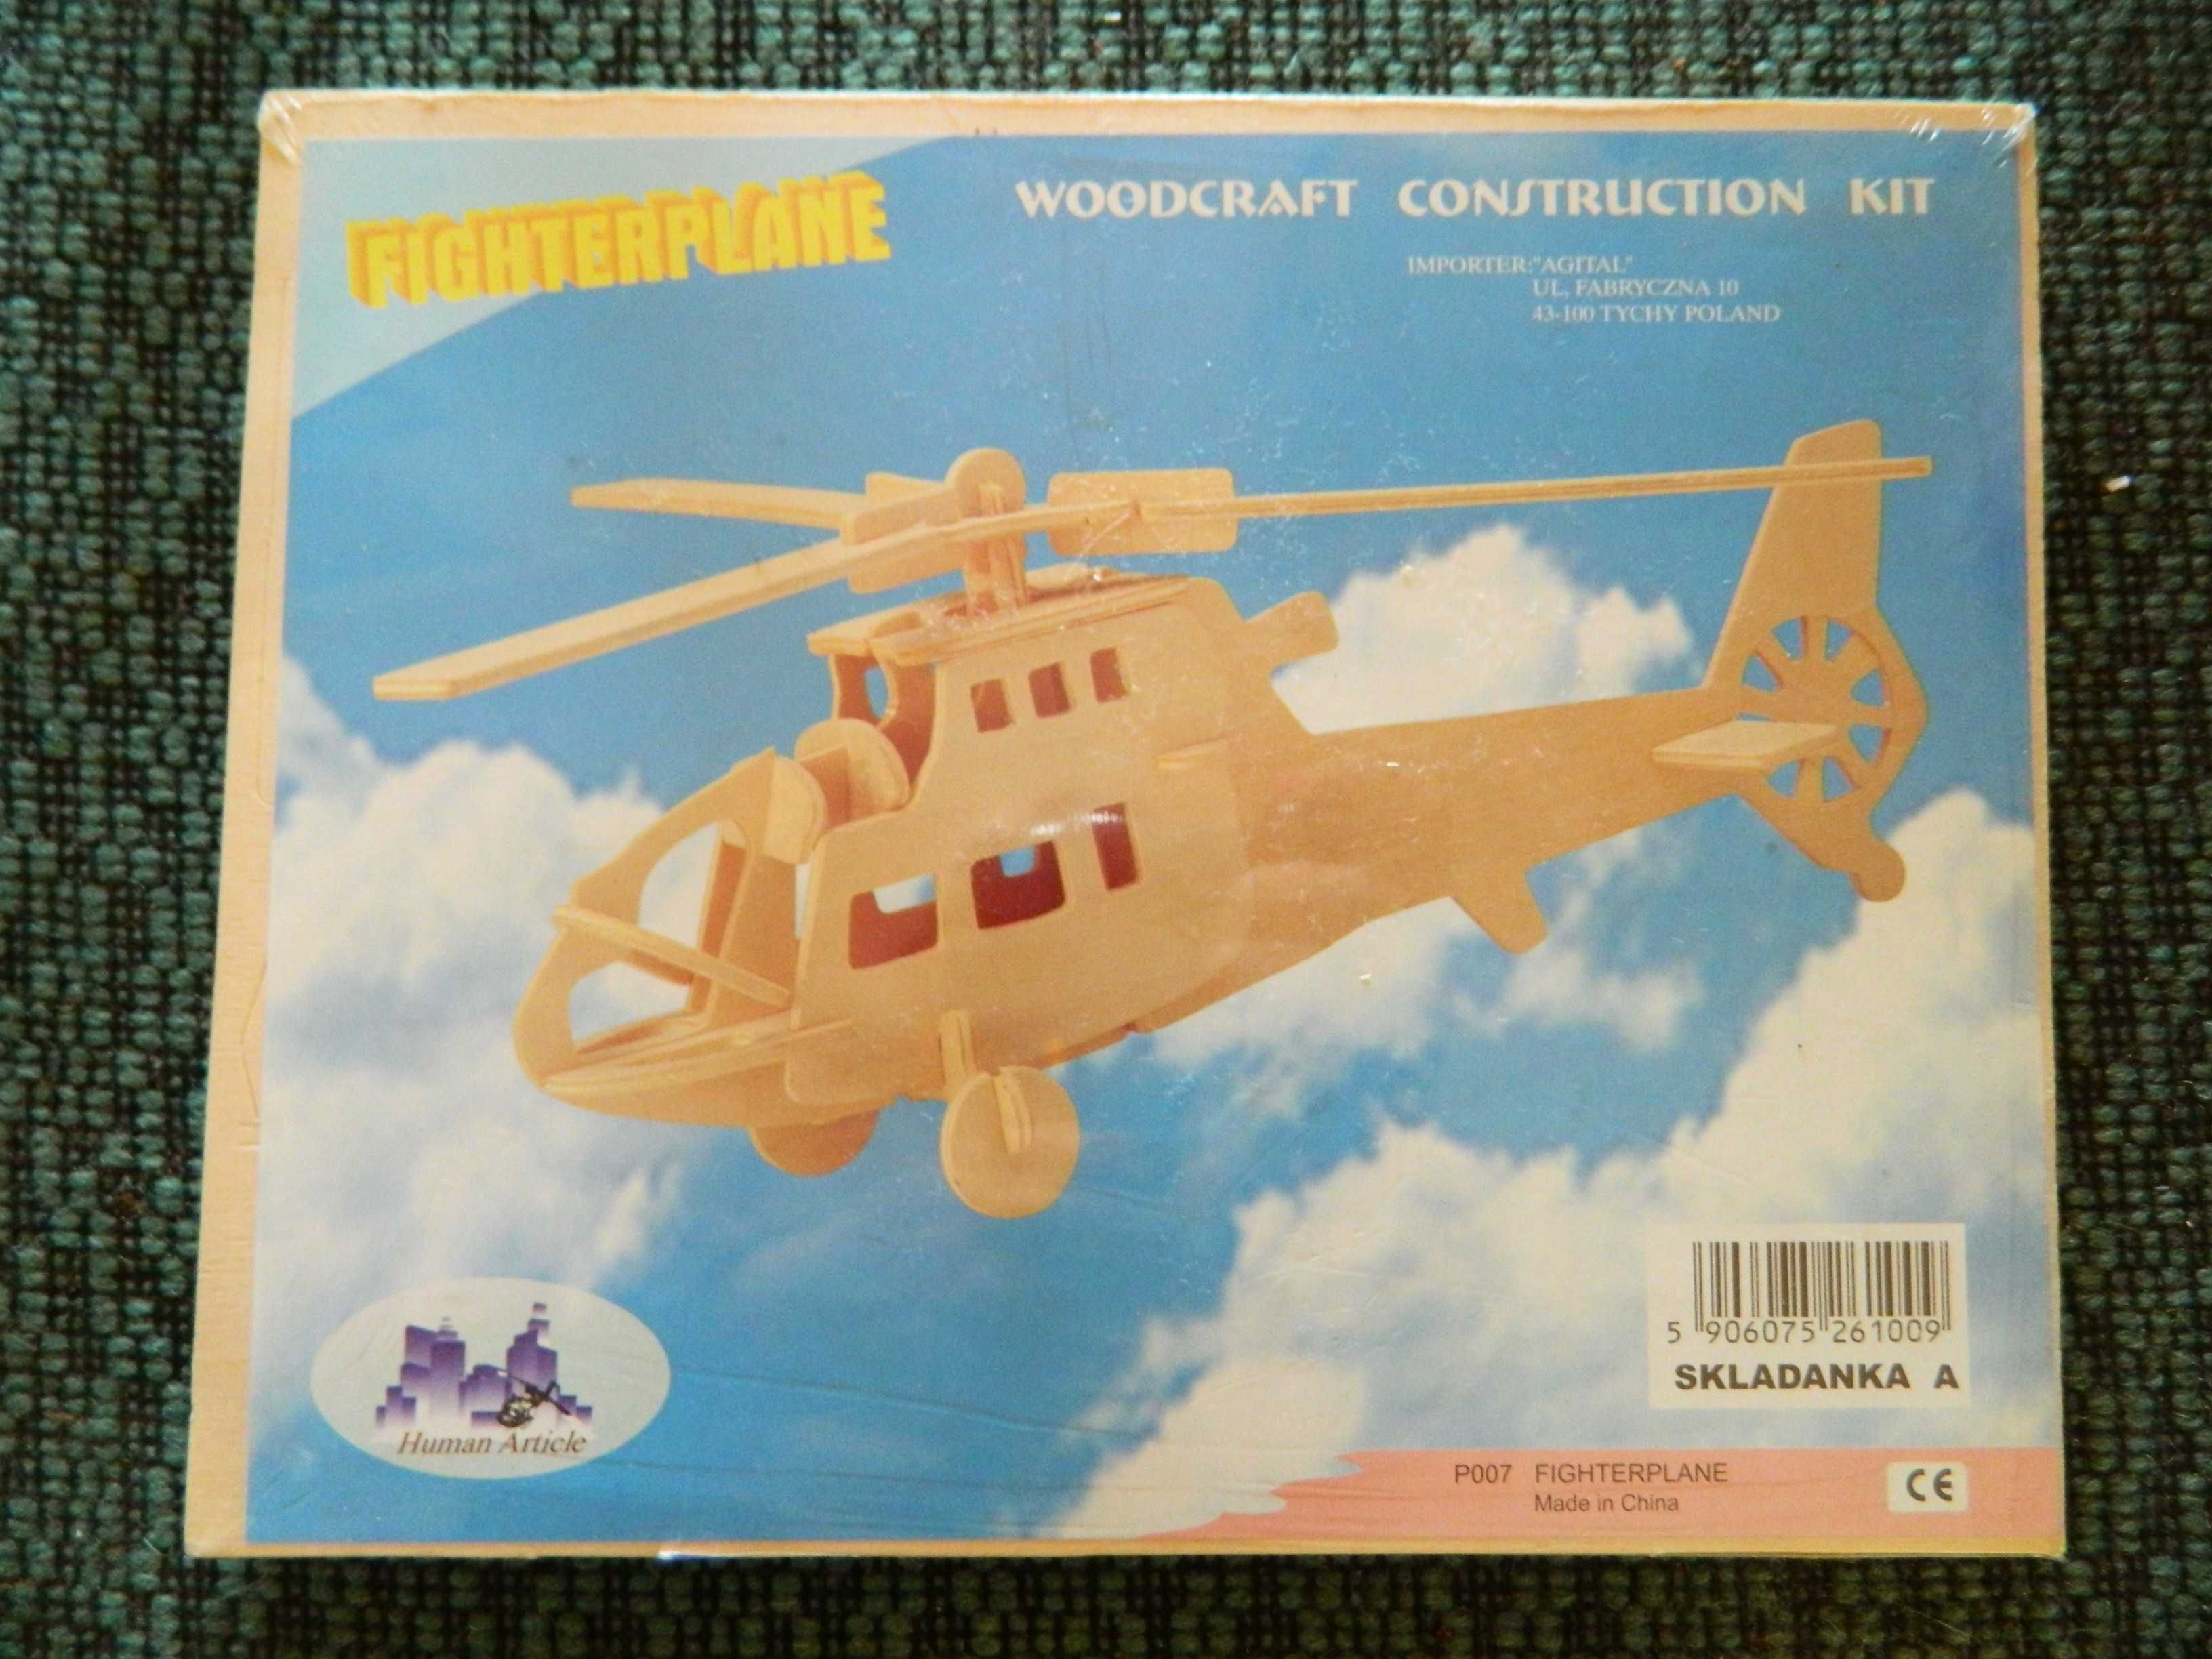 FIGHTERPLANE
WOODCRAFT CONSTRUCTION KIT
IMPORTER:"AGITAL"
UL, FABRYCZNA 10
43-100 TYCHY POLAND
5 906075 261009
SKLADANKA A
Human Article
P007 FIGHTERPLANE
Made in China
CE